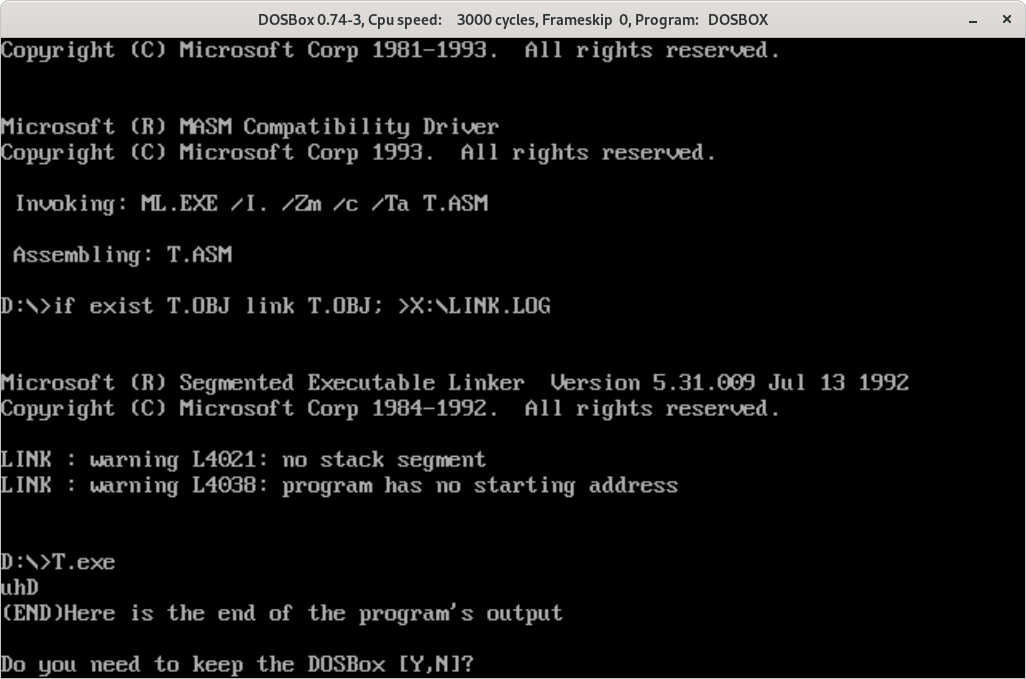 DOSBox 0.74-3, Cpu speed:    3000 cycles, Frameskip  0, Program:   DOSBOX
Copyright (C) Microsoft Corp 1981-1993.  All rights reserved.
Microsoft (R) MASM Compatibility Driver
Copyright (C) Microsoft Corp 1993.  All rights reserved.
Invoking: ML.EXE /I. /Zm /c /Ta T.ASM
Assembling: T.ASM
D:\>if exist T.OBJ link T.OBJ; >X:\LINK.LOG
Microsoft (R) Segmented Executable Linker  Version 5.31.009 Jul 13 1992
Copyright (C) Microsoft Corp 1984-1992.  All rights reserved.
LINK : warning L4021: no stack segment
LINK : warning L4038: program has no starting address
D:\>T.exe
uhD
(END)Here is the end of the program's output
Do you need to keep the DOSBox [Y,N]?